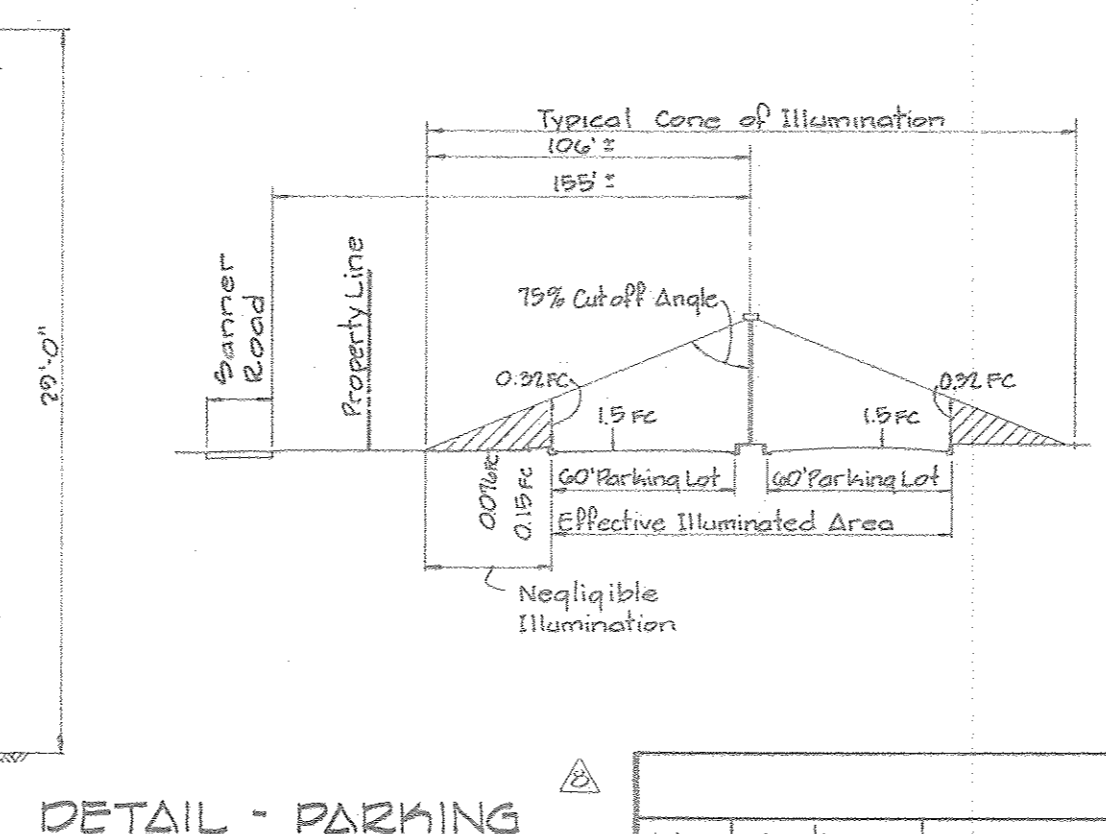 Typical Cone of Illumination
106' ±
155' ±
Sanner
Road
Property Line
29'-0"
75% Cutoff Angle
0.32 FC
0.32 FC
1.5 FC
1.5 FC
0.076 FC
0.15 FC
60' Parking Lot
60' Parking Lot
Effective Illuminated Area
Negligible
Illumination
8
DETAIL - PARKING